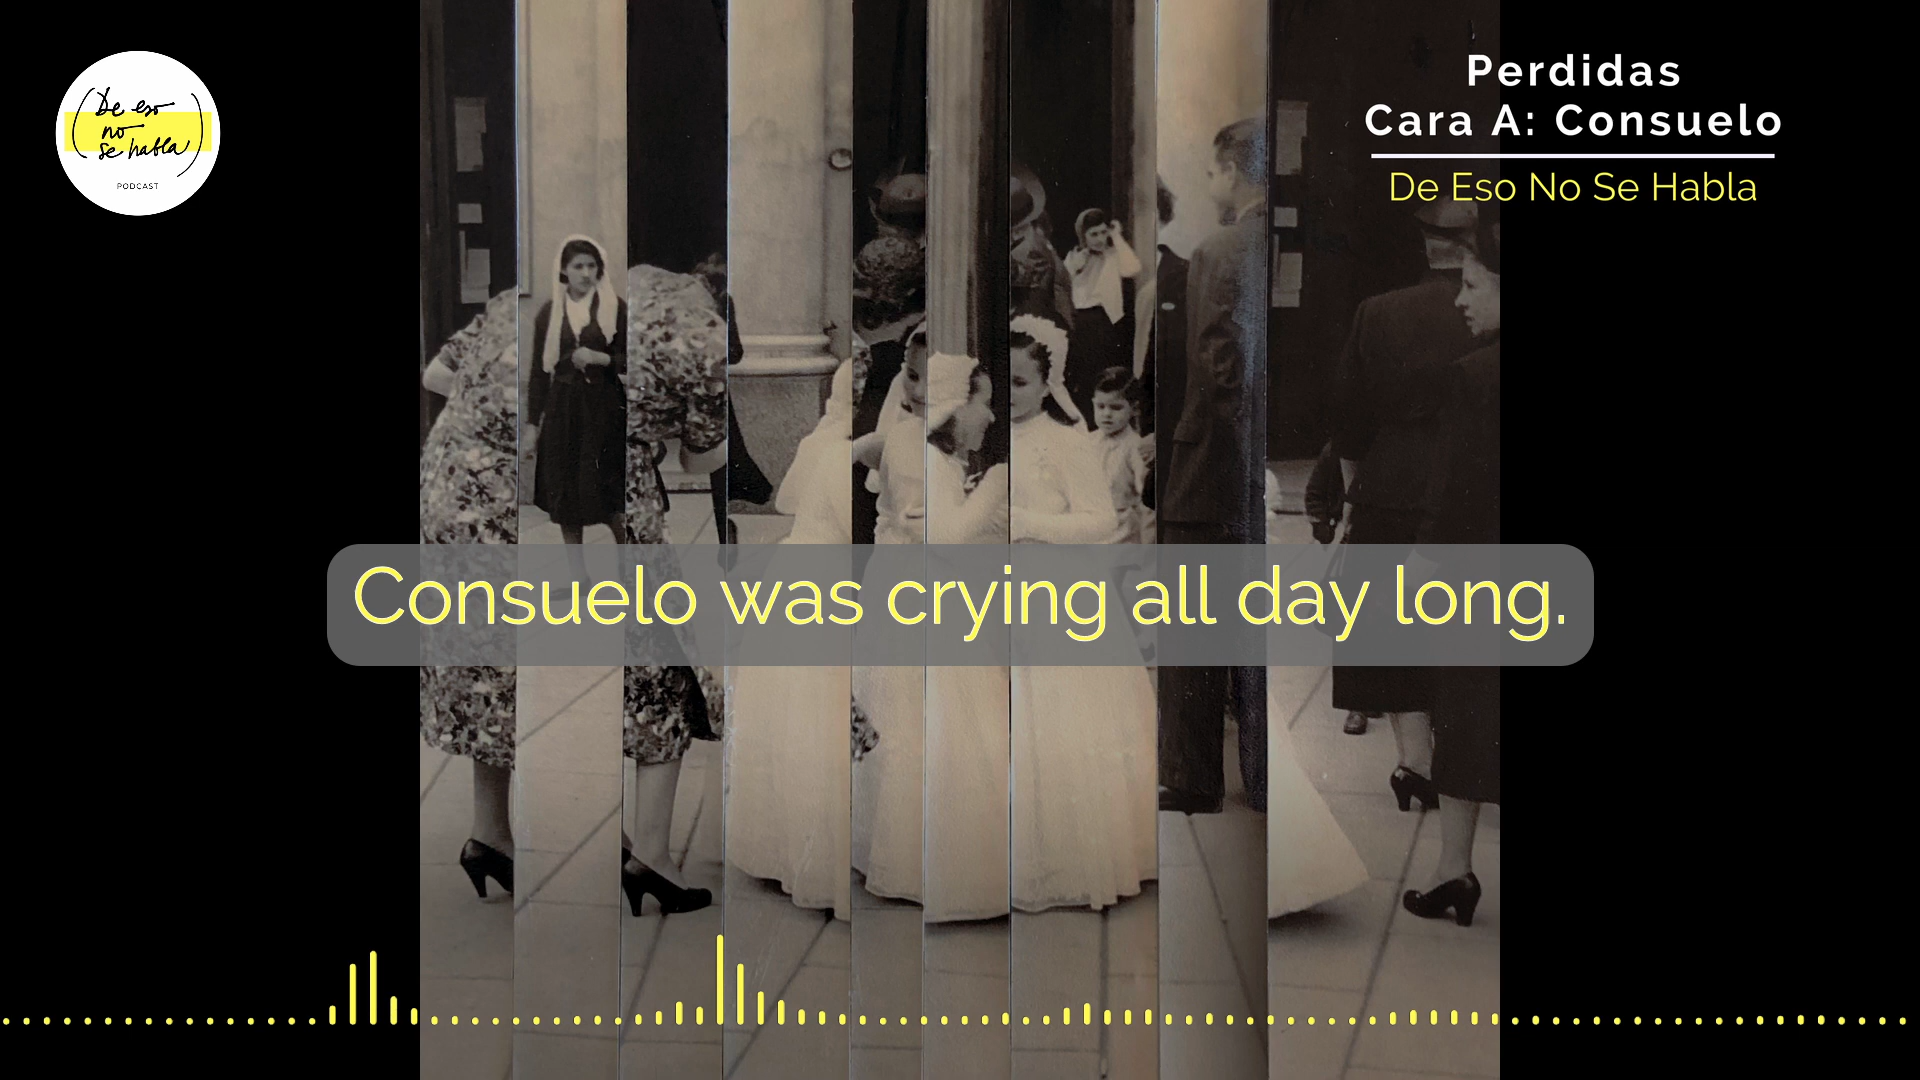 (De eso
no
se habla)
PODCAST
Perdidas
Cara A: Consuelo
De Eso No Se Habla
Consuelo was crying all day long.